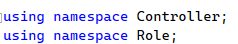 using namespace Controller;
using namespace Role;